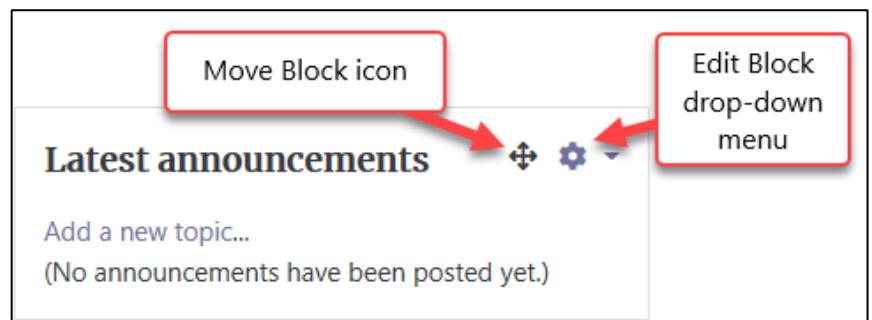 Move Block icon
Edit Block
drop-down
menu
Latest announcements
Add a new topic...
(No announcements have been posted yet.)